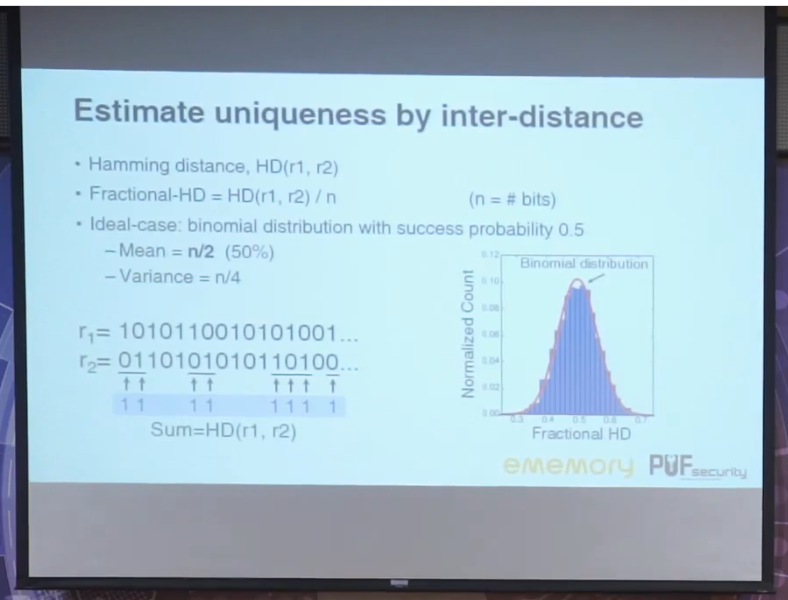 Estimate uniqueness by inter-distance
• Hamming distance, HD(r1, r2)
• Fractional-HD = HD(r1, r2) / n (n = # bits)
• Ideal-case: binomial distribution with success probability 0.5
– Mean = n/2 (50%)
– Variance = n/4
r1= 1010110010101001...
r2= 0110101010110100...
↑ ↑ ↑ ↑ ↑ ↑ ↑ ↑
1 1 1 1 1 1 1 1
Sum=HD(r1, r2)
Binomial distribution
Normalized Count
0.12
0.10
0.08
0.06
0.04
0.02
0.00
0.3 0.4 0.5 0.6 0.7
Fractional HD
ememory PUFsecurity